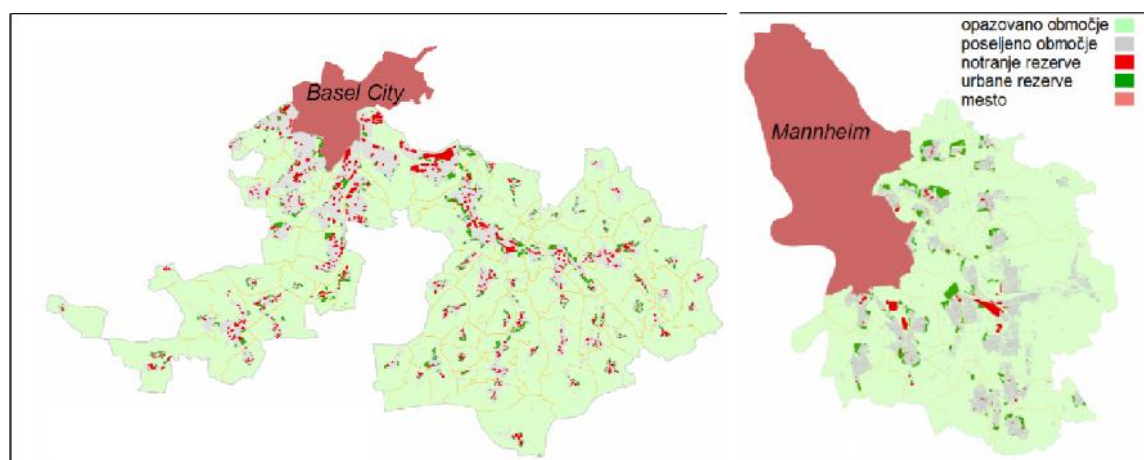 Basel City
Mannheim
opazovano območje
poseljeno območje
notranje rezerve
urbane rezerve
mesto